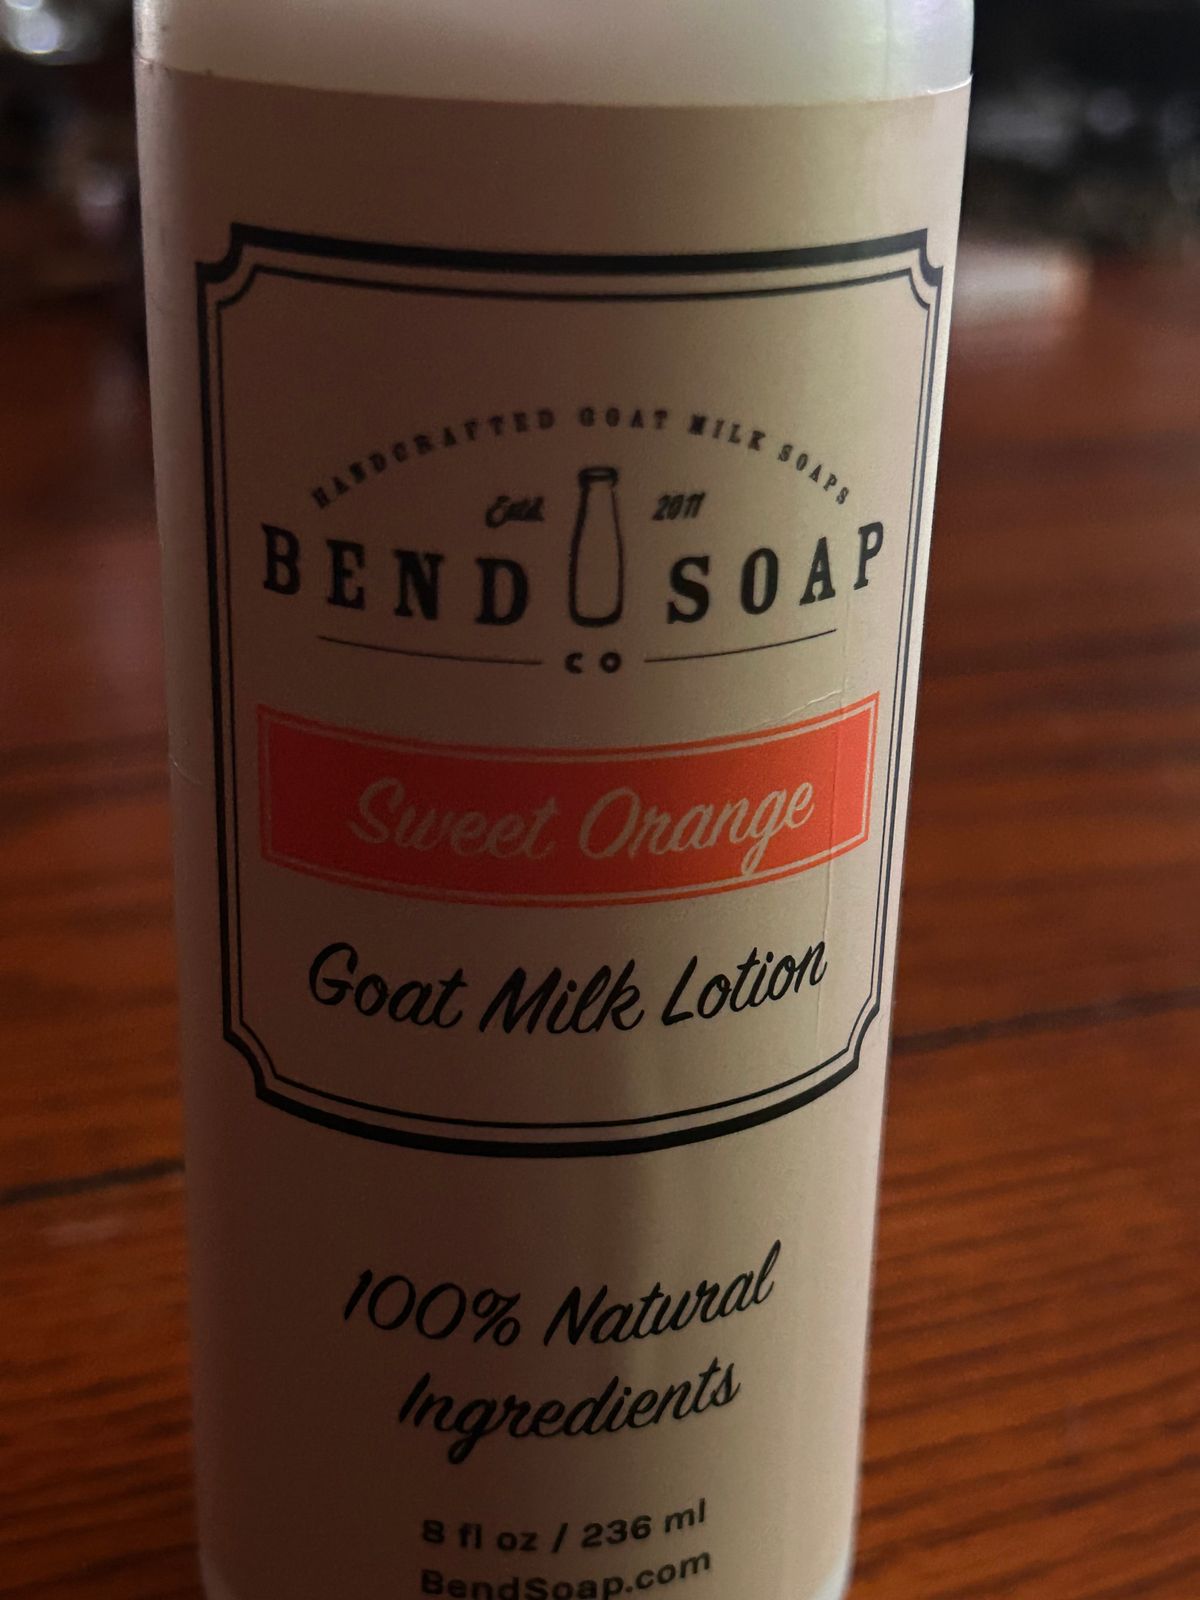 HANDCRAFTED GOAT MILK SOAPS
Estd. 2011
BEND SOAP
CO
Sweet Orange
Goat Milk Lotion
100% Natural
Ingredients
8 fl oz / 236 ml
BendSoap.com